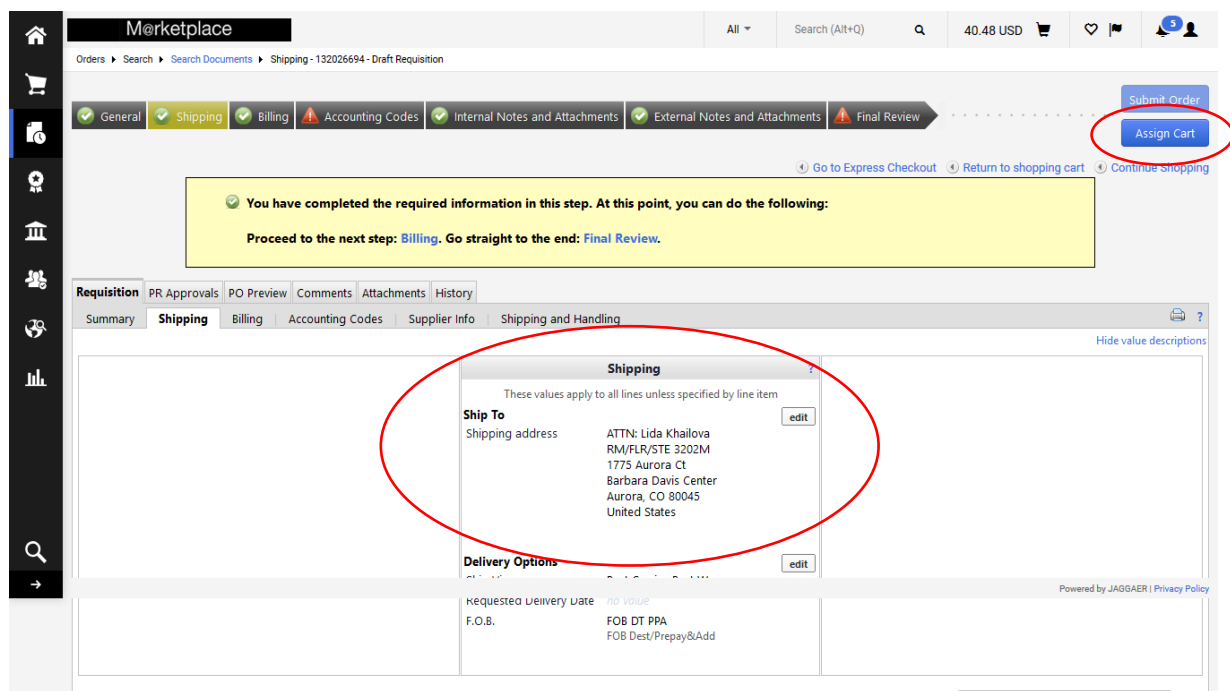 M@rketplace
All
Search (Alt+Q)
40.48 USD
5
Orders
Search
Search Documents
Shipping - 132026694 - Draft Requisition
General
Shipping
Billing
Accounting Codes
Internal Notes and Attachments
External Notes and Attachments
Final Review
Submit Order
Assign Cart
Go to Express Checkout
Return to shopping cart
Continue Shopping
You have completed the required information in this step. At this point, you can do the following:
Proceed to the next step: Billing. Go straight to the end: Final Review.
Requisition
PR Approvals
PO Preview
Comments
Attachments
History
Summary
Shipping
Billing
Accounting Codes
Supplier Info
Shipping and Handling
?
Hide value descriptions
Shipping
?
These values apply to all lines unless specified by line item
Ship To
edit
Shipping address
ATTN: Lida Khailova
RM/FLR/STE 3202M
1775 Aurora Ct
Barbara Davis Center
Aurora, CO 80045
United States
Delivery Options
edit
Powered by JAGGAER | Privacy Policy
Requested Delivery Date
no value
F.O.B.
FOB DT PPA
FOB Dest/Prepay&Add